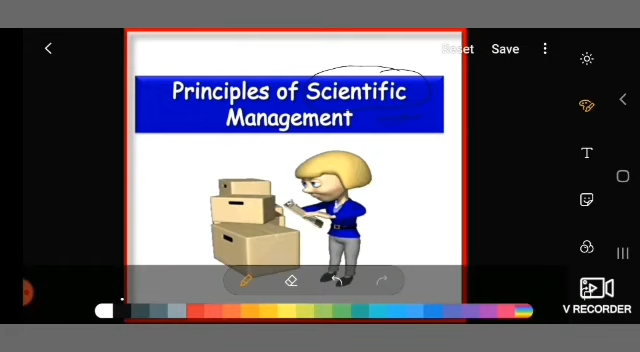 Reset Save
Principles of Scientific
Management
T
V RECORDER